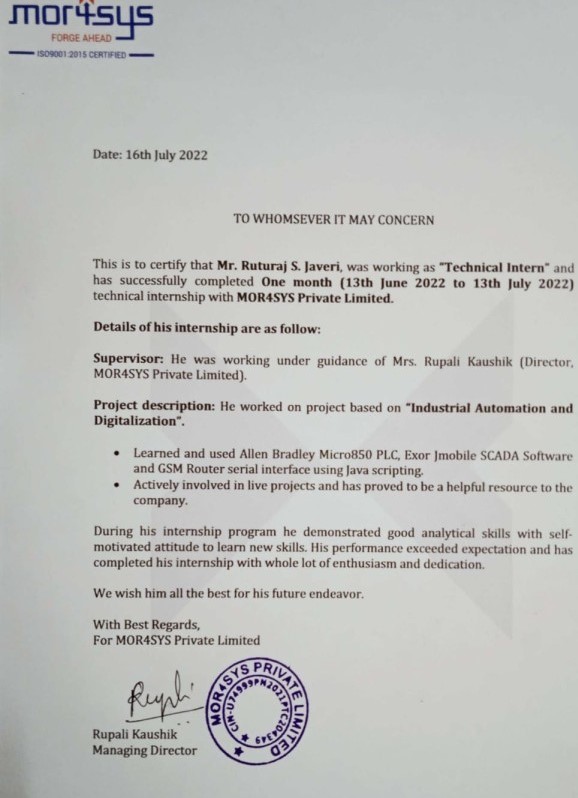 mor4sys
FORGE AHEAD
ISO9001:2015 CERTIFIED
Date: 16th July 2022
TO WHOMSEVER IT MAY CONCERN
This is to certify that Mr. Ruturaj S. Javeri, was working as "Technical Intern" and
has successfully completed One month (13th June 2022 to 13th July 2022)
technical internship with MOR4SYS Private Limited.
Details of his internship are as follow:
Supervisor: He was working under guidance of Mrs. Rupali Kaushik (Director,
MOR4SYS Private Limited).
Project description: He worked on project based on "Industrial Automation and
Digitalization".
• Learned and used Allen Bradley Micro850 PLC, Exor Jmobile SCADA Software
and GSM Router serial interface using Java scripting.
• Actively involved in live projects and has proved to be a helpful resource to the
company.
During his internship program he demonstrated good analytical skills with self-
motivated attitude to learn new skills. His performance exceeded expectation and has
completed his internship with whole lot of enthusiasm and dedication.
We wish him all the best for his future endeavor.
With Best Regards,
For MOR4SYS Private Limited
MOR4SYS PRIVATE LIMITED
CIN-U74999PN2021PTC204349
Rupali Kaushik
Managing Director